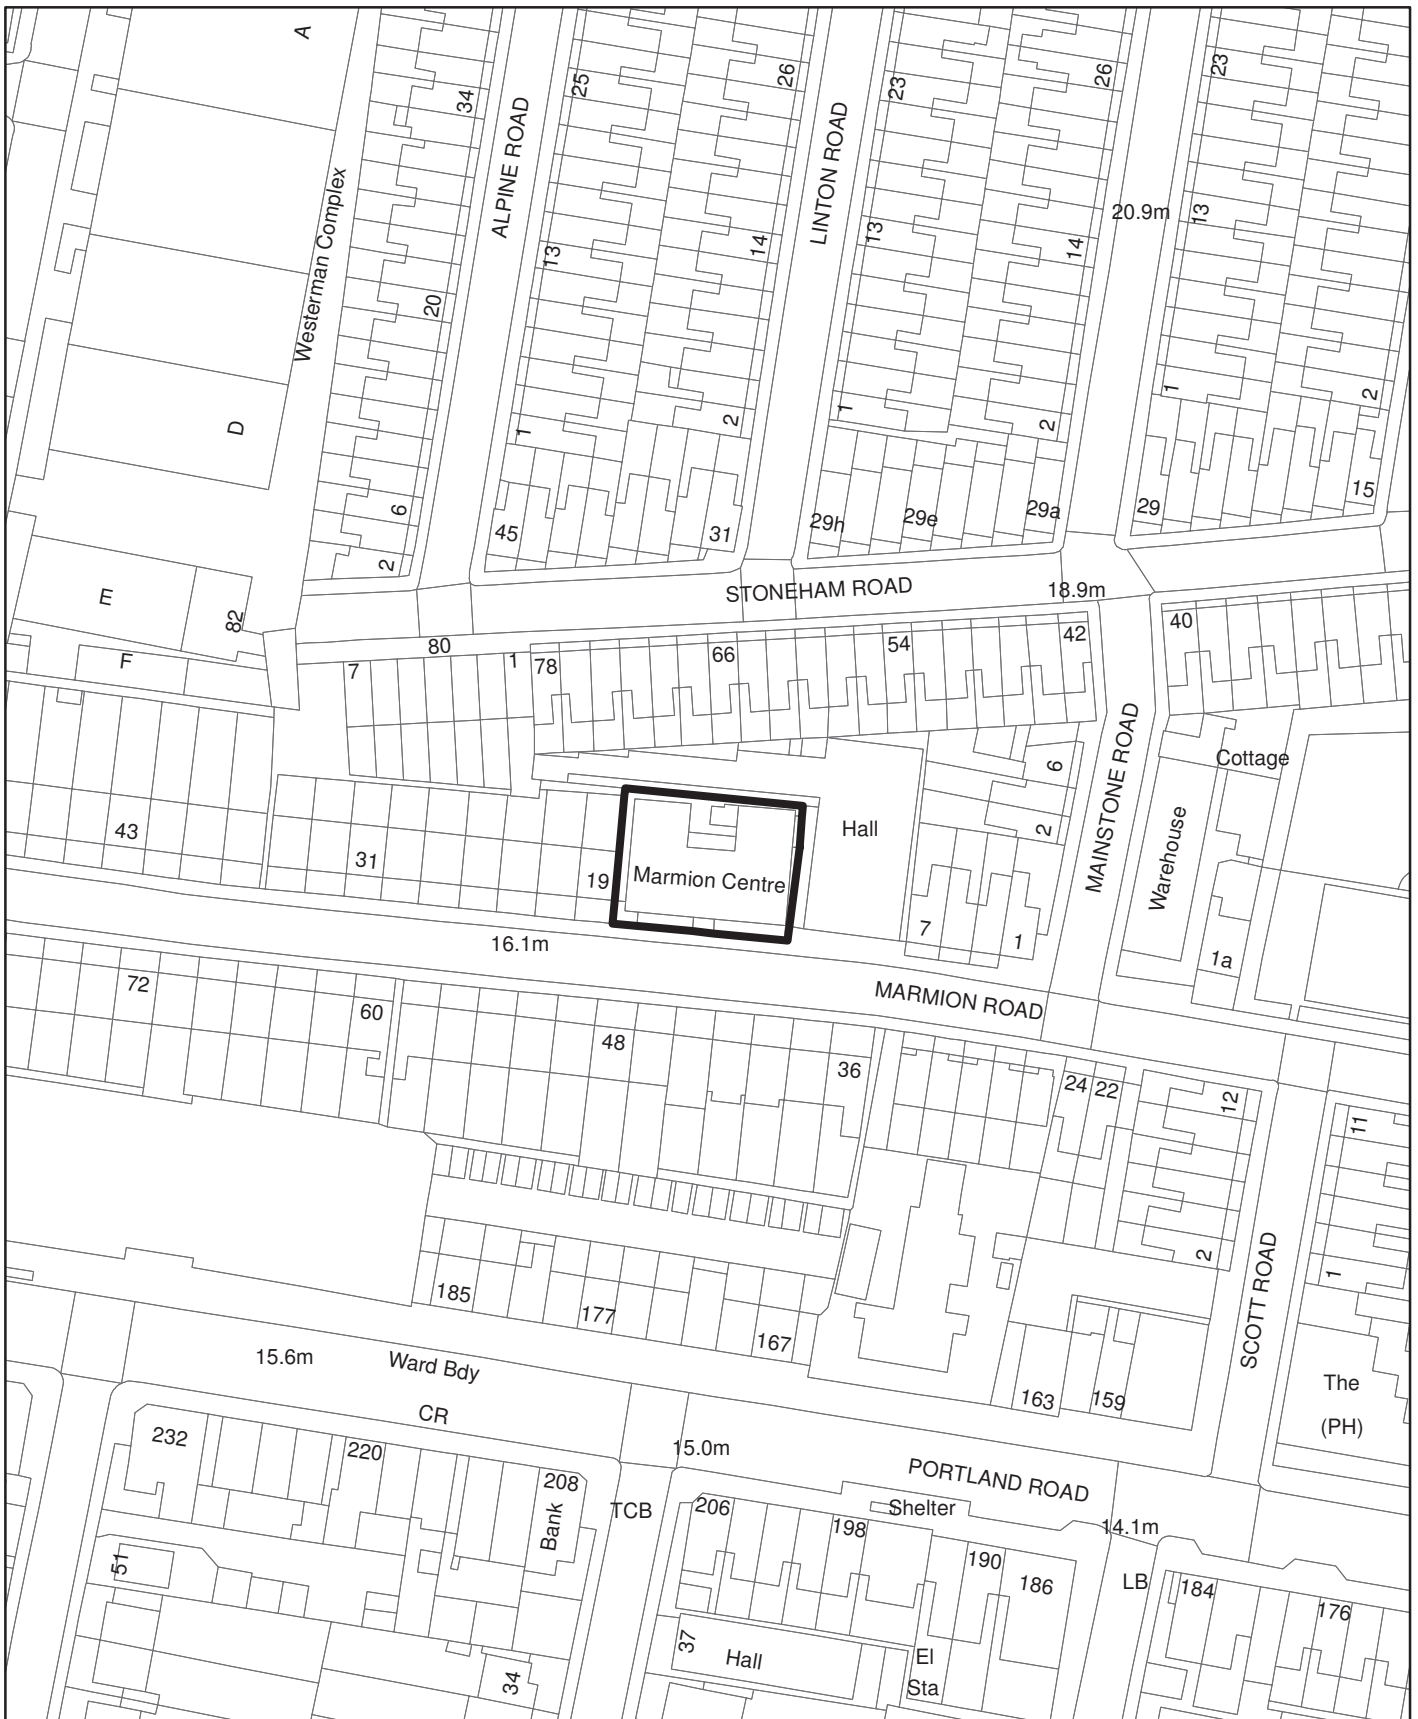 A
34
25
26
23
26
23
ALPINE ROAD
LINTON ROAD
Westerman Complex
20.9m
13
14
13
14
13
20
D
1
2
1
2
1
2
6
45
31
29h
29e
29a
29
15
2
STONEHAM ROAD
18.9m
E
82
F
80
7
1
78
66
54
42
40
MAINSTONE ROAD
Cottage
6
43
31
19
Marmion Centre
Hall
2
Warehouse
7
1
1a
16.1m
MARMION ROAD
72
60
48
36
24
22
12
11
2
1
SCOTT ROAD
185
177
167
15.6m
Ward Bdy
163
159
The
(PH)
CR
232
220
208
Bank
15.0m
PORTLAND ROAD
TCB
206
198
Shelter
14.1m
190
186
LB
184
176
51
37
Hall
El
Sta
34